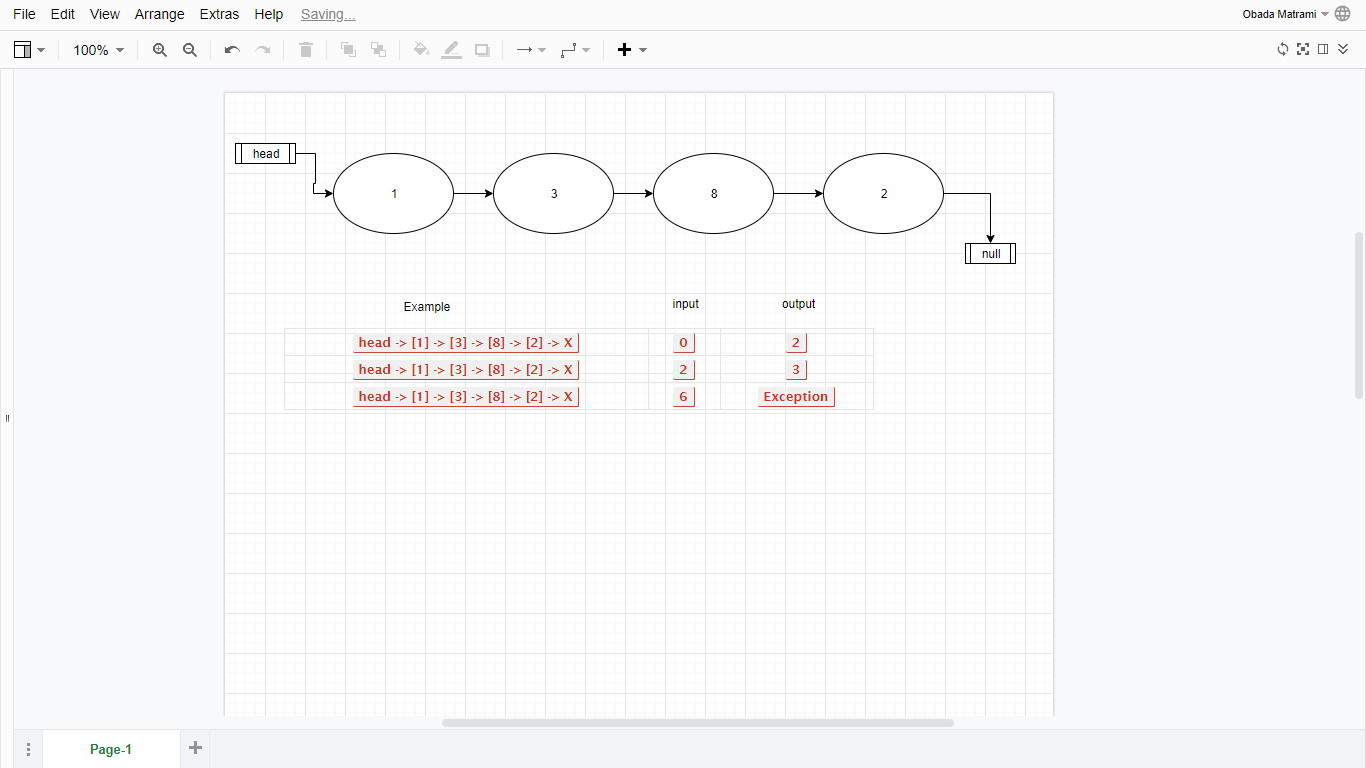 File Edit View Arrange Extras Help Saving... Obada Matrami
100%
head
1 3 8 2
null
Example input output
head -> [1] -> [3] -> [8] -> [2] -> X 0 2
head -> [1] -> [3] -> [8] -> [2] -> X 2 3
head -> [1] -> [3] -> [8] -> [2] -> X 6 Exception
Page-1